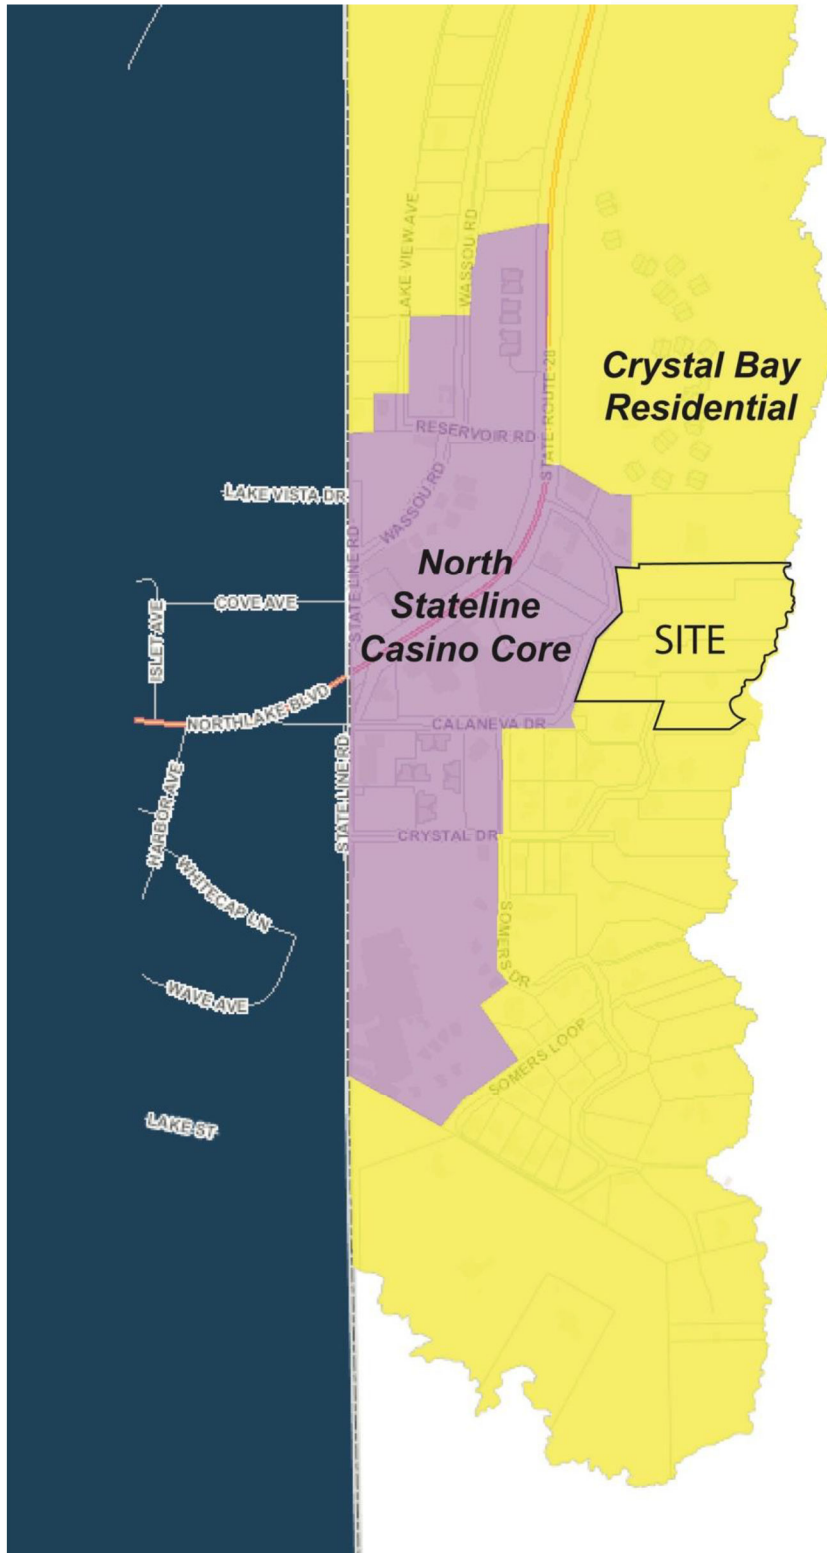 LAKE VIEW AVE
WASSOU RD
STATE ROUTE 28
Crystal Bay
Residential
RESERVOIR RD
LAKE VISTA DR
WASSOU RD
STATE LINE RD
North
Stateline
Casino Core
COVE AVE
ISLET AVE
SITE
NORTHLAKE BLVD
CALANEVA DR
STATE LINE RD
HARBOR AVE
CRYSTAL DR
WHITECAP LN
SOMERS DR
WAVE AVE
SOMERS LOOP
LAKE ST